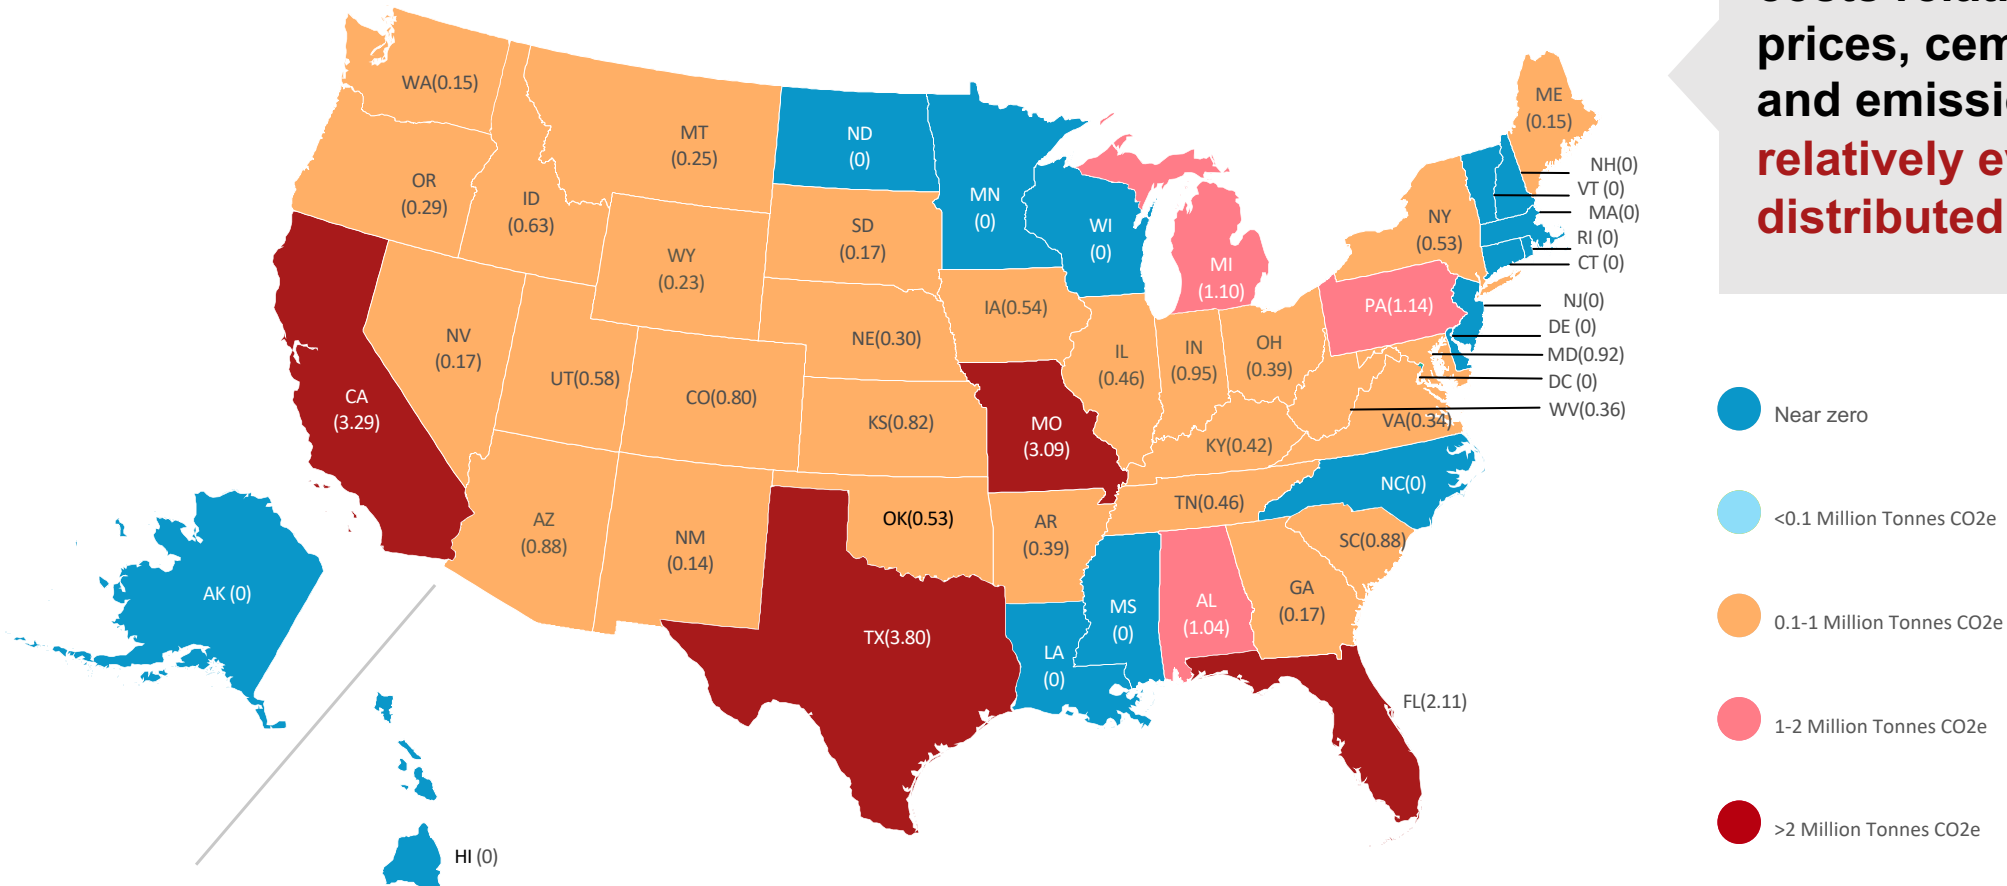 costs
prices,
and
relatively
distributed
WA(0.15)
MT
(0.25)
ND
(0)
MN
(0)
WI
(0)
ME
(0.15)
NH(0)
VT (0)
MA(0)
RI (0)
CT (0)
OR
(0.29)
ID
(0.63)
WY
(0.23)
SD
(0.17)
NY
(0.53)
MI
(1.10)
PA(1.14)
NJ(0)
DE (0)
MD(0.92)
DC (0)
WV(0.36)
NV
(0.17)
UT(0.58)
CO(0.80)
NE(0.30)
IA(0.54)
IL
(0.46)
IN
(0.95)
OH
(0.39)
CA
(3.29)
KS(0.82)
MO
(3.09)
KY(0.42)
VA(0.34)
AZ
(0.88)
NM
(0.14)
OK(0.53)
AR
(0.39)
TN(0.46)
NC(0)
SC(0.88)
AK (0)
TX(3.80)
LA
(0)
MS
(0)
AL
(1.04)
GA
(0.17)
FL(2.11)
HI (0)
Near zero
<0.1 Million Tonnes CO2e
0.1-1 Million Tonnes CO2e
1-2 Million Tonnes CO2e
>2 Million Tonnes CO2e